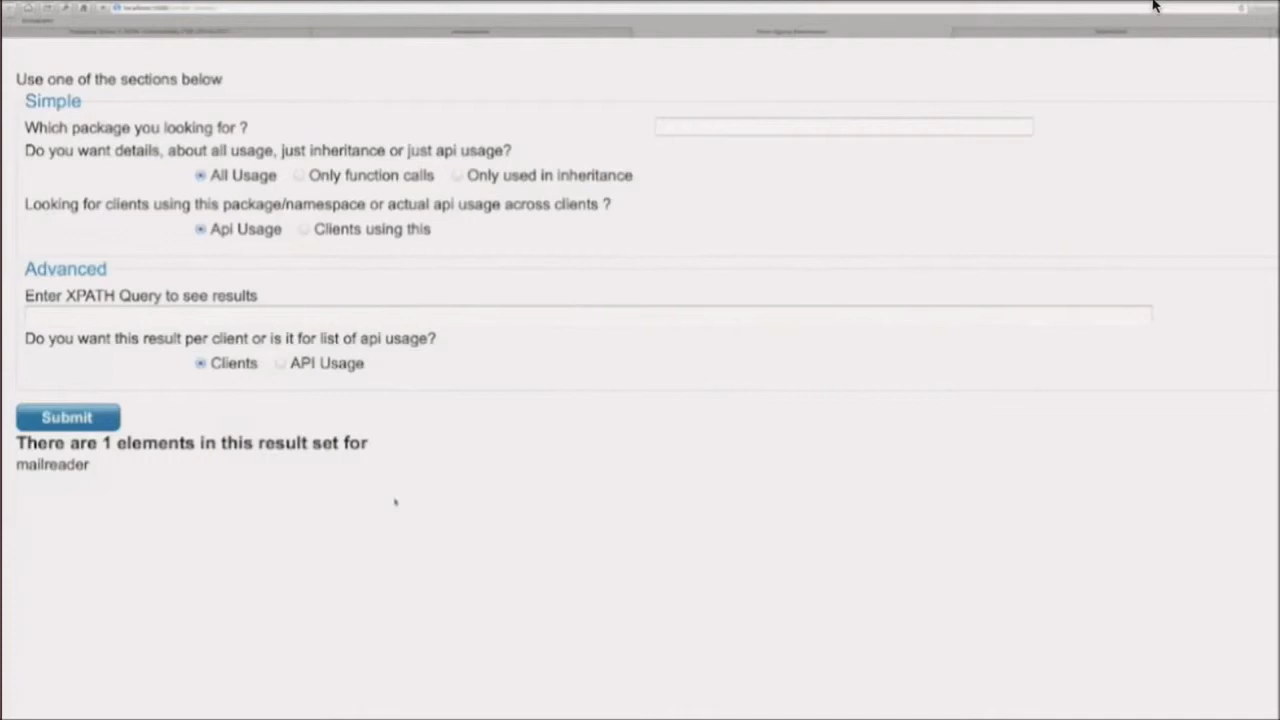 Use one of the sections below
Simple
Which package you looking for ?
Do you want details, about all usage, just inheritance or just api usage?
All Usage Only function calls Only used in inheritance
Looking for clients using this package/namespace or actual api usage across clients ?
Api Usage Clients using this
Advanced
Enter XPATH Query to see results
Do you want this result per client or is it for list of api usage?
Clients API Usage
Submit
There are 1 elements in this result set for
mailreader